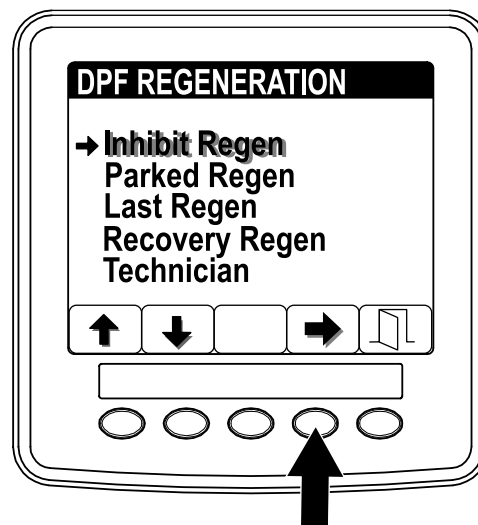 DPF REGENERATION
Inhibit Regen
Parked Regen
Last Regen
Recovery Regen
Technician